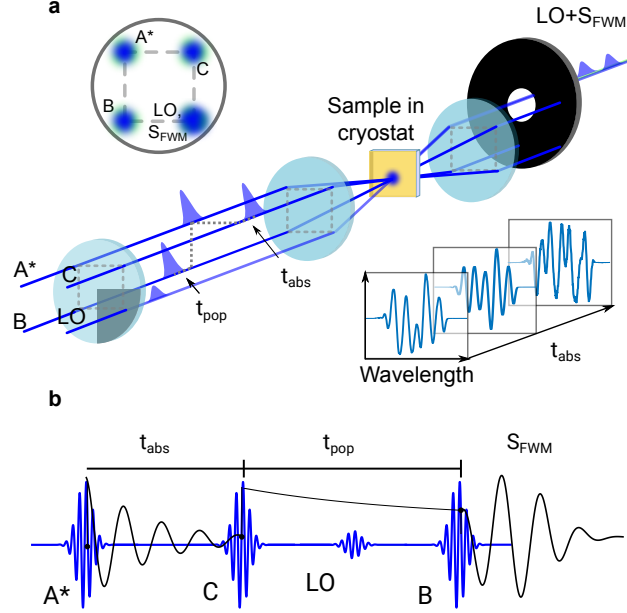 a
A*
C
B
LO,
S_FWM
LO+S_FWM
Sample in
cryostat
A*
C
B
LO
t_abs
t_pop
Wavelength
t_abs
b
t_abs
t_pop
S_FWM
A*
C
LO
B